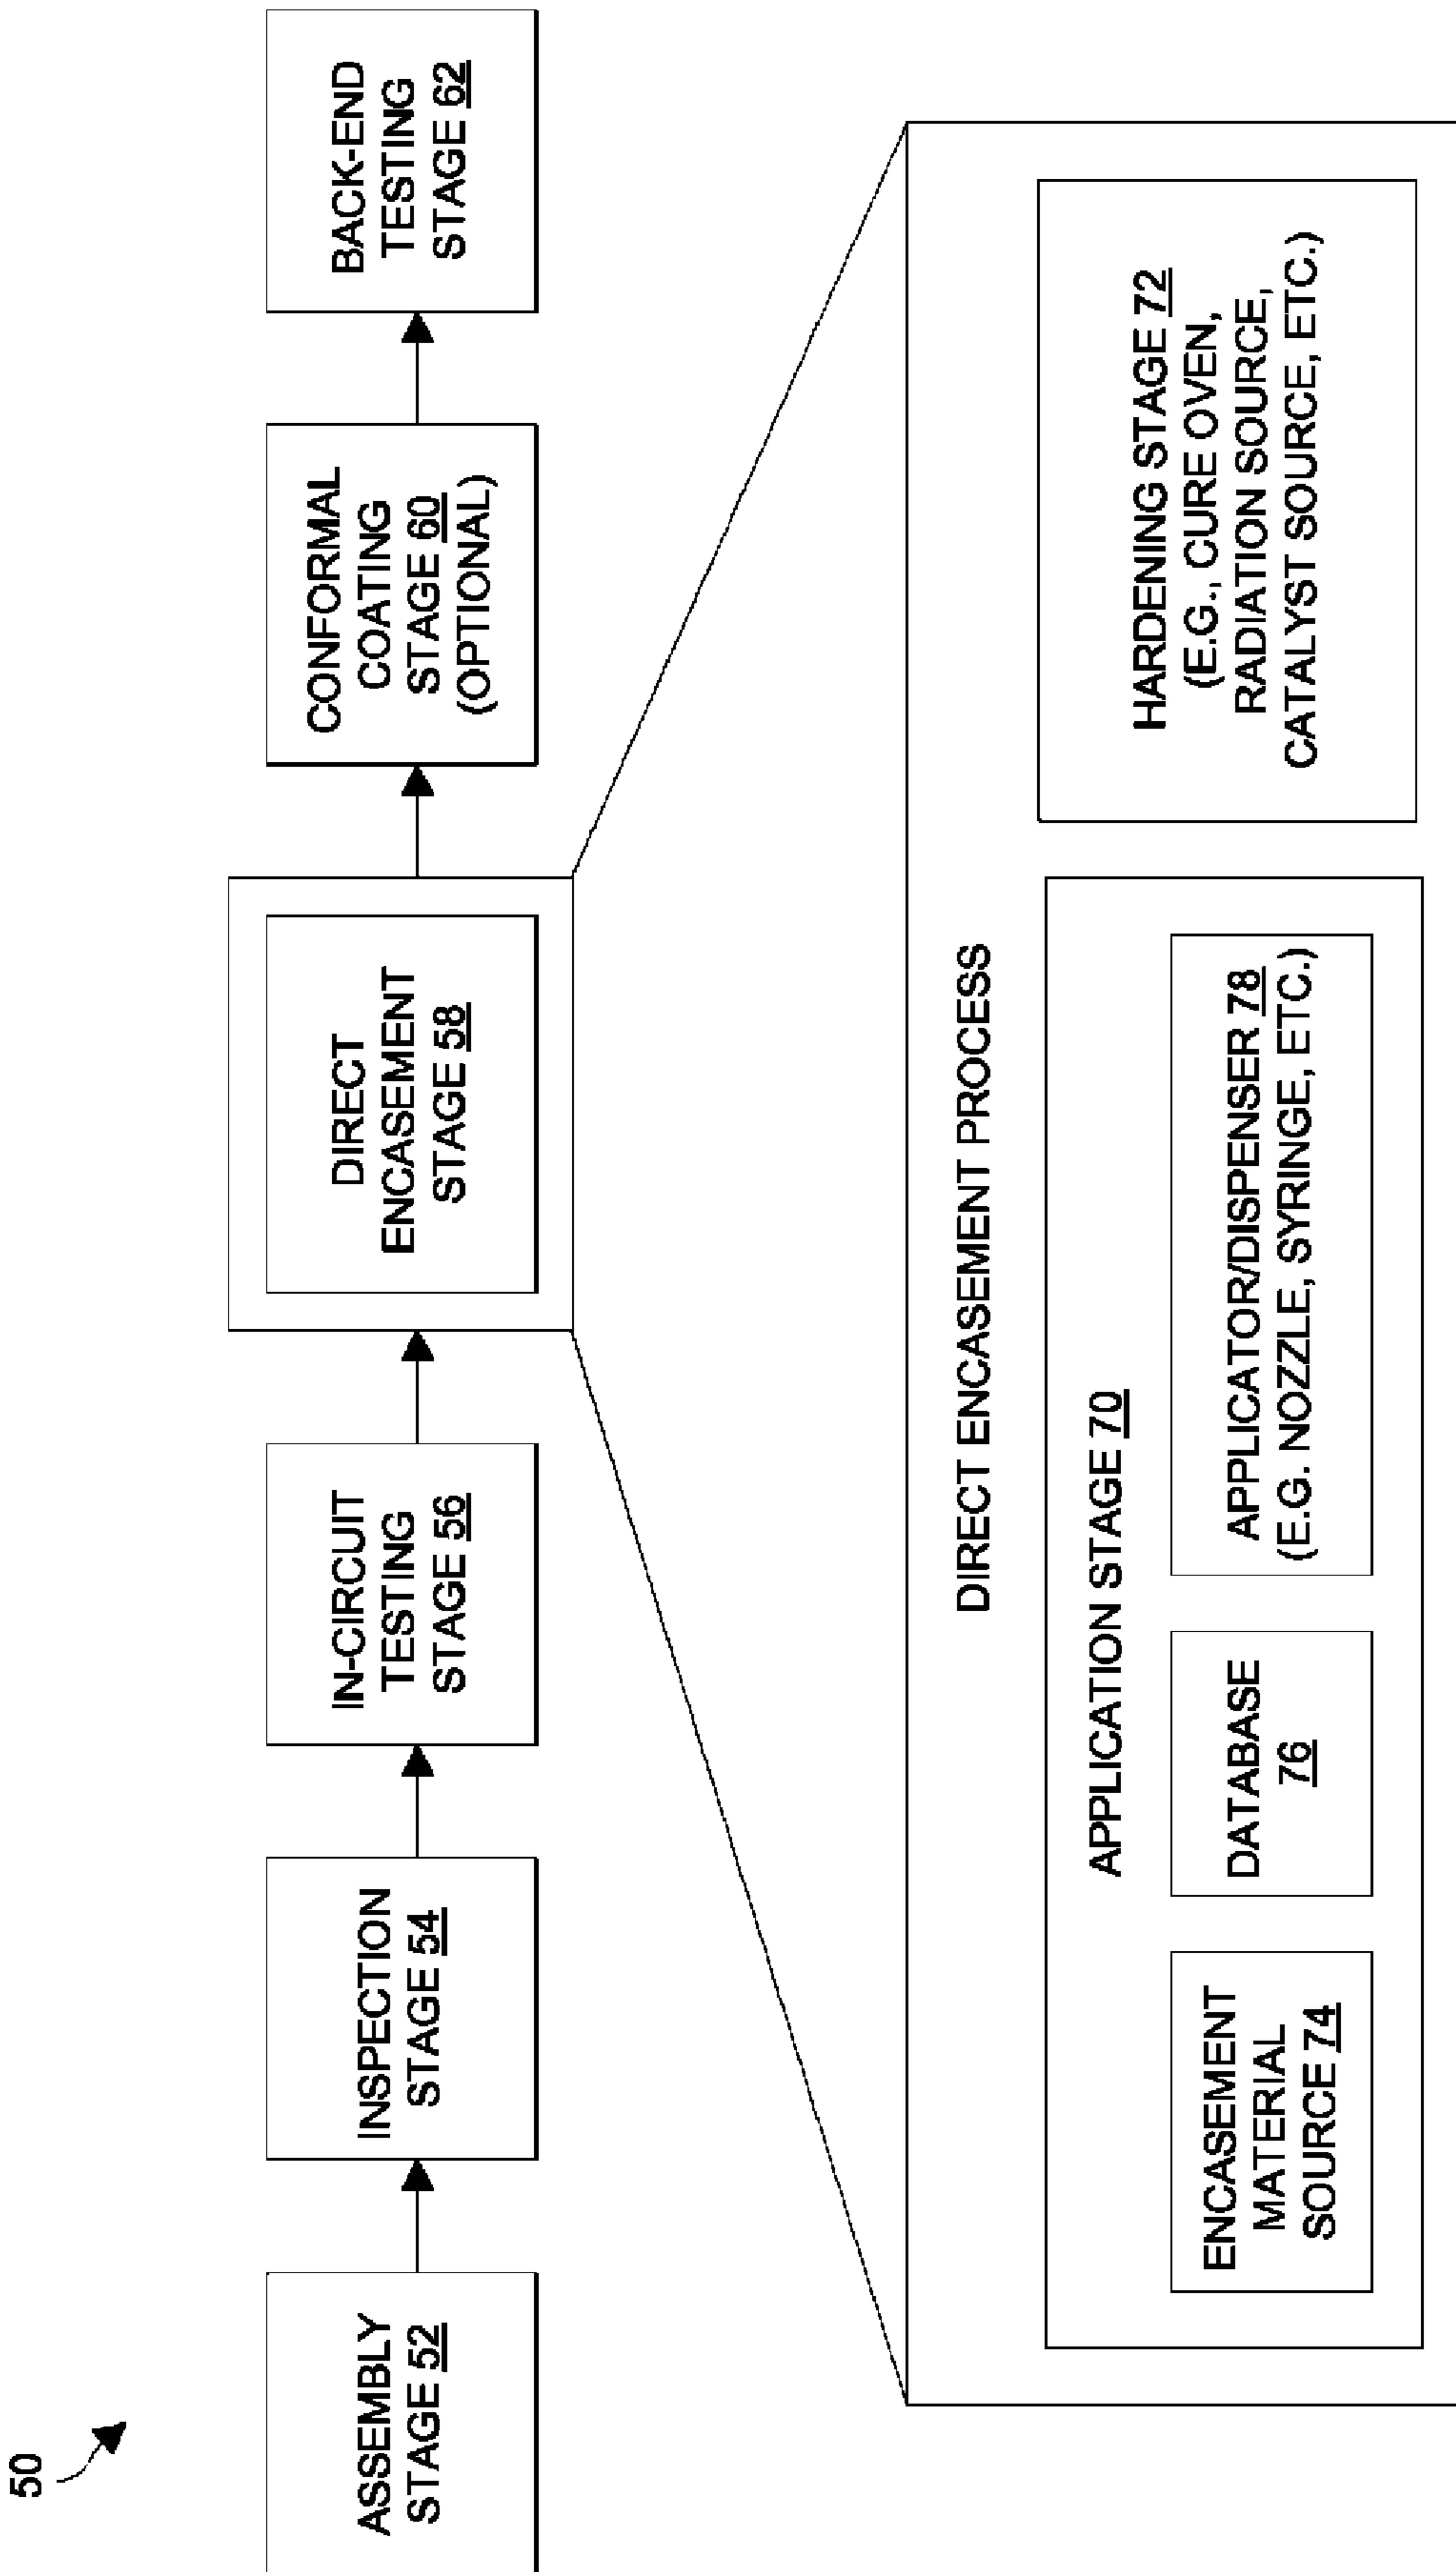 50
ASSEMBLY
STAGE 52
INSPECTION
STAGE 54
IN-CIRCUIT
TESTING
STAGE 56
DIRECT
ENCASEMENT
STAGE 58
CONFORMAL
COATING
STAGE 60
(OPTIONAL)
BACK-END
TESTING
STAGE 62
DIRECT ENCASEMENT PROCESS
APPLICATION STAGE 70
ENCASEMENT
MATERIAL
SOURCE 74
DATABASE
76
APPLICATOR/DISPENSER 78
(E.G. NOZZLE, SYRINGE, ETC.)
HARDENING STAGE 72
(E.G., CURE OVEN,
RADIATION SOURCE,
CATALYST SOURCE, ETC.)